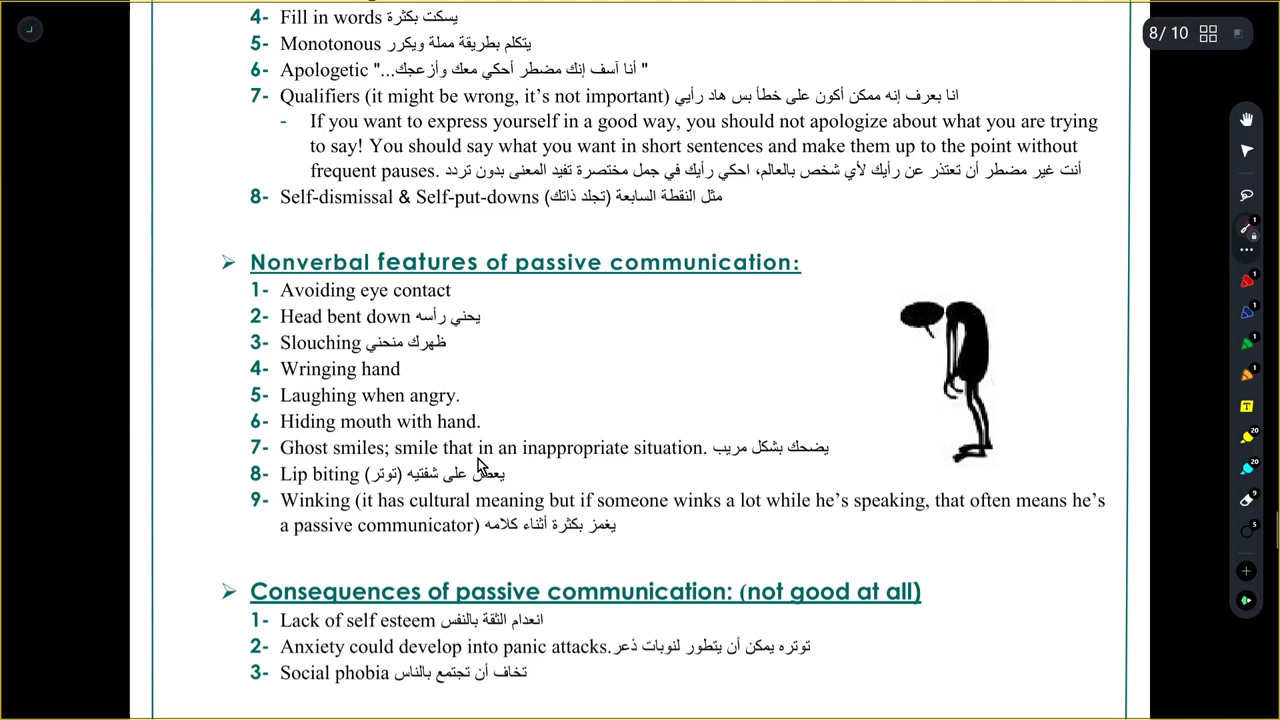 8/ 10
4- Fill in words يسكت بكثرة
5- Monotonous يتكلم بطريقة مملة ويكرر
6- Apologetic "...أنا آسف إنك مضطر أحكي معك وأزعجك "
7- Qualifiers (it might be wrong, it's not important) انا بعرف إنه ممكن أكون على خطأ بس هاد رأيي
- If you want to express yourself in a good way, you should not apologize about what you are trying
to say! You should say what you want in short sentences and make them up to the point without
frequent pauses. أنت غير مضطر أن تعتذر عن رأيك لأي شخص بالعالم، احكي رأيك في جمل مختصرة تفيد المعنى بدون تردد
8- Self-dismissal & Self-put-downs (تجلد ذاتك) مثل النقطة السابعة
➢ Nonverbal features of passive communication:
1- Avoiding eye contact
2- Head bent down يحني رأسه
3- Slouching ظهرك منحني
4- Wringing hand
5- Laughing when angry.
6- Hiding mouth with hand.
7- Ghost smiles; smile that in an inappropriate situation. يضحك بشكل مريب
8- Lip biting يعطل على شفتيه (توتر)
9- Winking (it has cultural meaning but if someone winks a lot while he's speaking, that often means he's
a passive communicator) يغمز بكثرة أثناء كلامه
➢ Consequences of passive communication: (not good at all)
1- Lack of self esteem انعدام الثقة بالنفس
2- Anxiety could develop into panic attacks. توتره يمكن أن يتطور لنوبات ذعر
3- Social phobia تخاف أن تجتمع بالناس